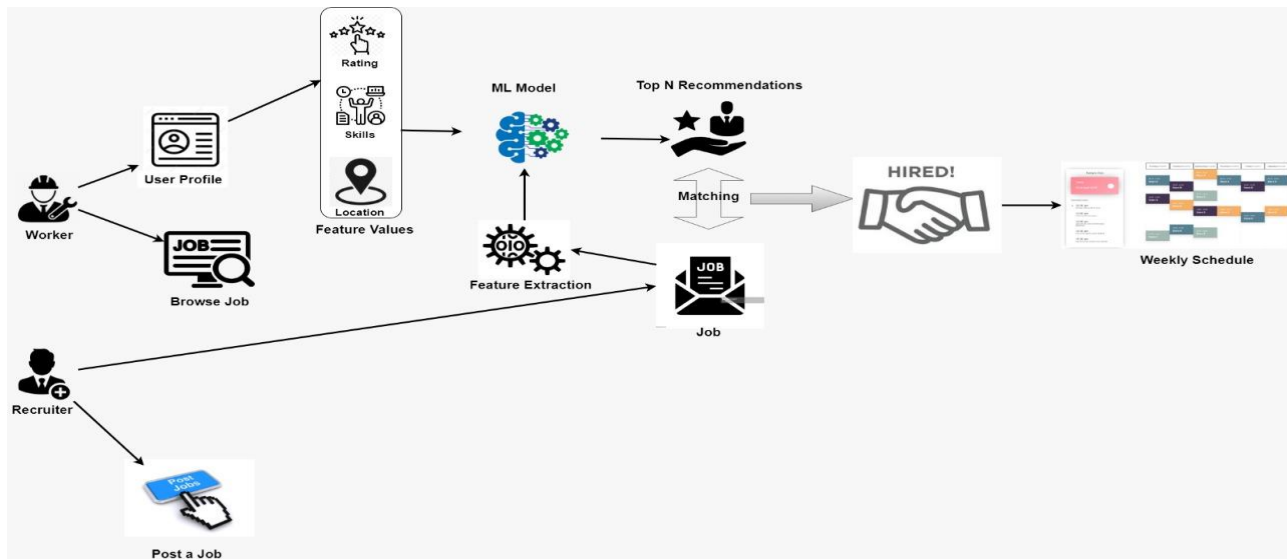 Rating
Skills
Location
Feature Values
User Profile
Worker
JOB
Browse Job
ML Model
Feature Extraction
Top N Recommendations
Matching
JOB
Job
HIRED!
Weekly Schedule
Recruiter
Post
Jobs
Post a Job